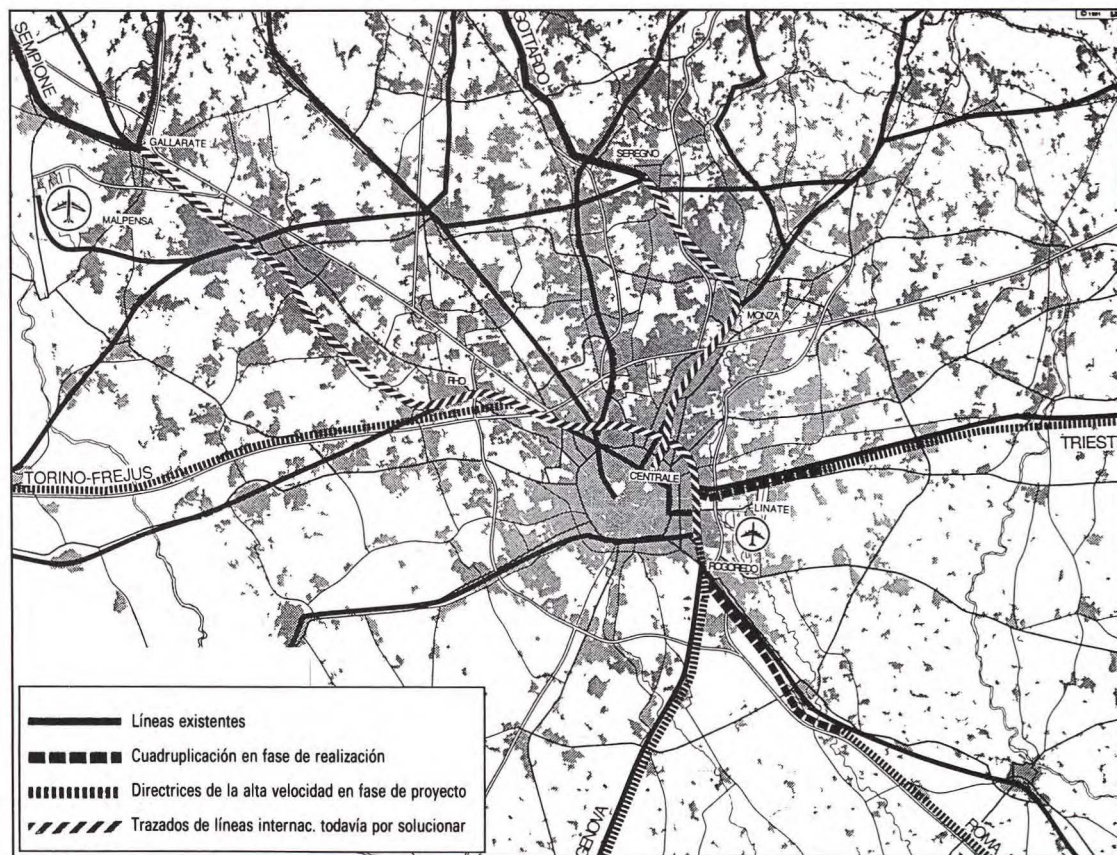 © 1991
SEMPIONE
GOTTARDO
GALLARATE
SEREGNO
MALPENSA
MONZA
RHO
TORINO-FREJUS
TRIEST
CENTRALE
LINATE
ROGOREDO
GENOVA
ROMA
Líneas existentes
Cuadruplicación en fase de realización
Directrices de la alta velocidad en fase de proyecto
Trazados de líneas internac. todavía por solucionar